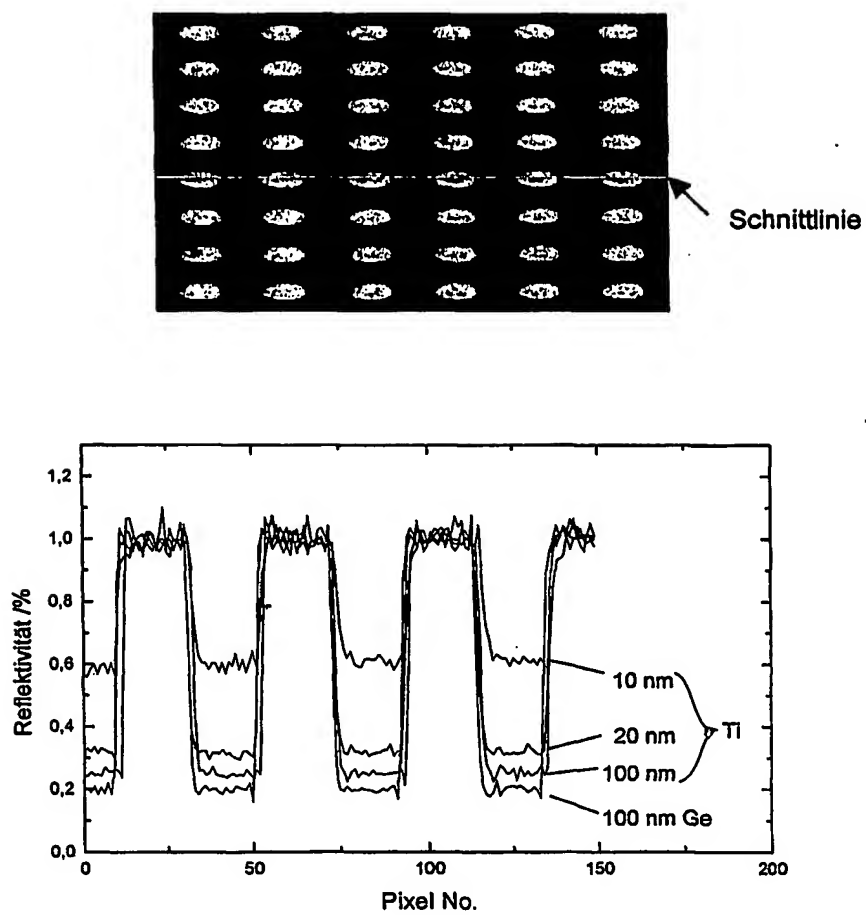 Schnittlinie
Reflektivität /%
1,2
1,0
0,8
0,6
0,4
0,2
0,0
10 nm
20 nm
100 nm
Ti
100 nm Ge
0
50
100
150
200
Pixel No.